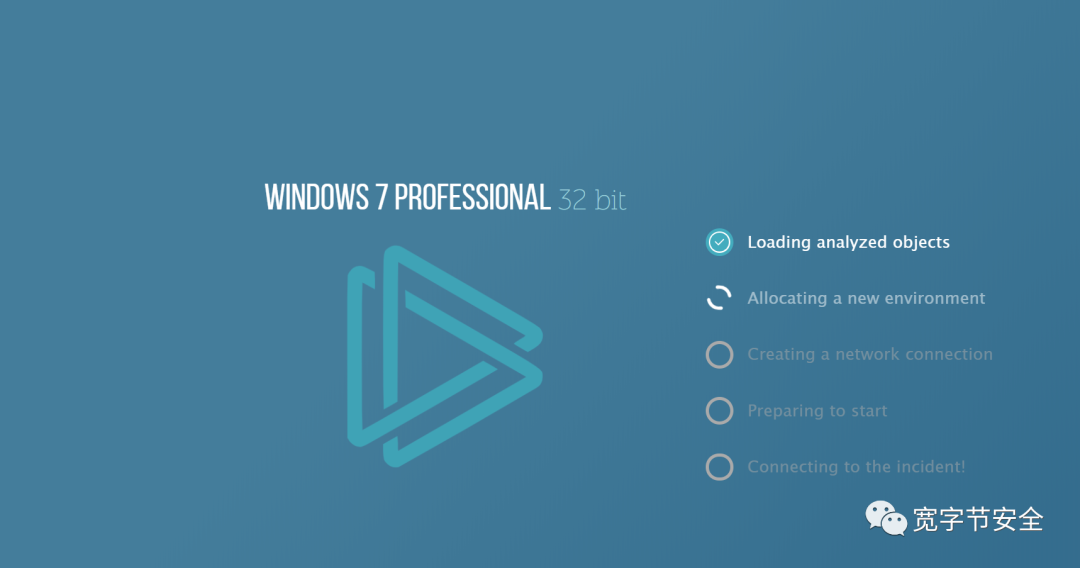 WINDOWS 7 PROFESSIONAL 32 bit
Loading analyzed objects
Allocating a new environment
Creating a network connection
Preparing to start
Connecting to the incident!
宽字节安全